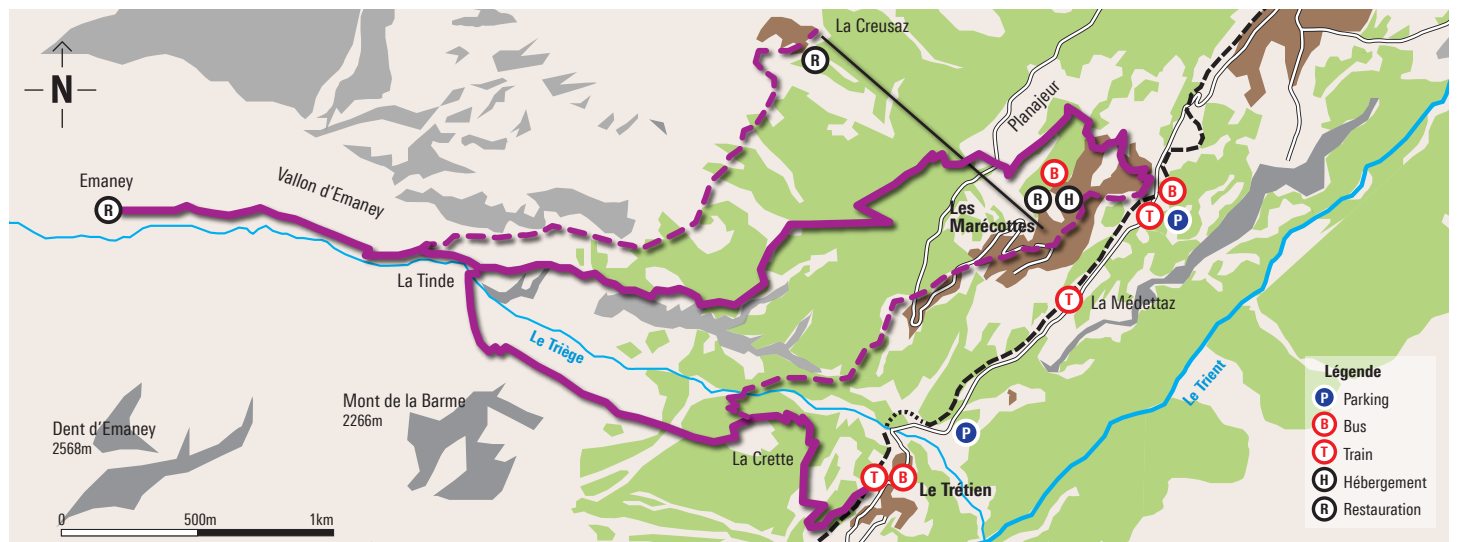 La Creusaz
R
N
Planajeur
Emaney
R
Vallon d'Emaney
B
R
H
Les
Marécottes
B
T
P
La Tinde
T
La Médettaz
Le Triège
Le Trient
Mont de la Barme
2266m
Dent d'Emaney
2568m
P
La Crette
T
B
Le Trétien
Légende
P Parking
B Bus
T Train
H Hébergement
R Restauration
0 500m 1km